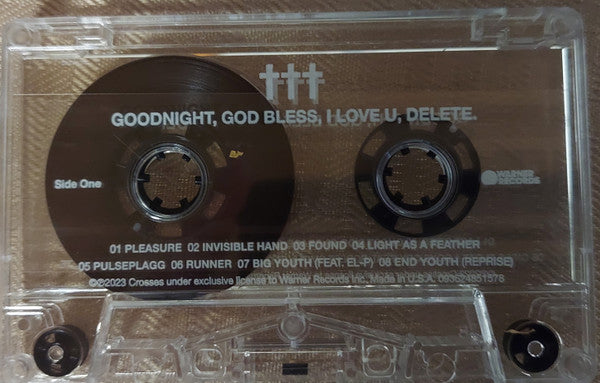 †††
GOODNIGHT, GOD BLESS, I LOVE U, DELETE.
Side One
WARNER
RECORDS
01 PLEASURE 02 INVISIBLE HAND 03 FOUND 04 LIGHT AS A FEATHER
05 PULSEPLAGG 06 RUNNER 07 BIG YOUTH (FEAT. EL-P) 08 END YOUTH (REPRISE)
©℗2023 Crosses under exclusive license to Warner Records Inc. Made in U.S.A. 093624851578